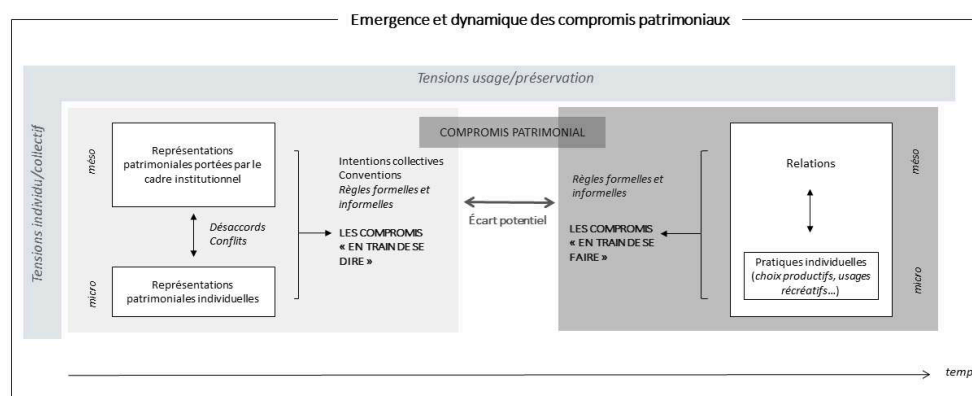 Emergence et dynamique des compromis patrimoniaux
Tensions usage/préservation
Tensions individu/collectif
méso
micro
Représentations
patrimoniales portées par le
cadre institutionnel
Désaccords
Conflits
Représentations
patrimoniales individuelles
Intentions collectives
Conventions
Règles formelles et
informelles
LES COMPROMIS
« EN TRAIN DE SE
DIRE »
COMPROMIS PATRIMONIAL
Écart potentiel
Règles formelles et
informelles
LES COMPROMIS
« EN TRAIN DE SE
FAIRE »
Relations
Pratiques individuelles
(choix productifs, usages
récréatifs...)
méso
micro
temp